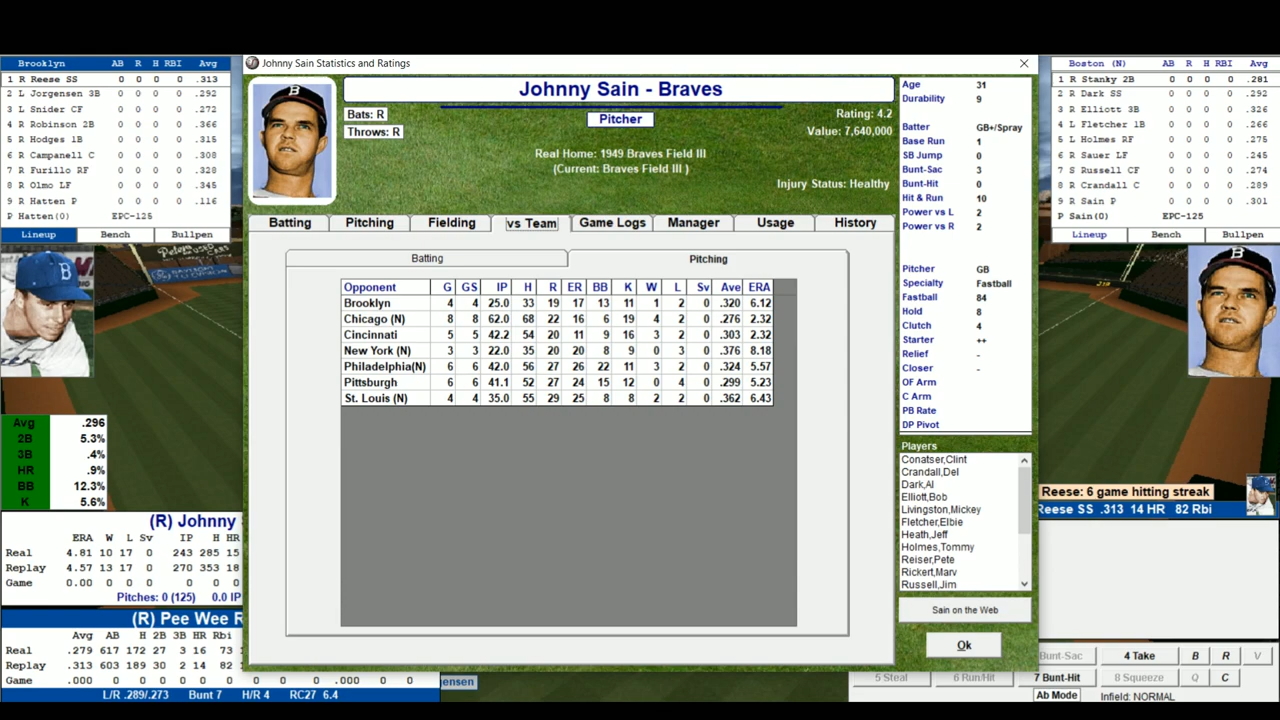 Johnny Sain Statistics and Ratings
Brooklyn AB R H RBI Avg
1 R Reese SS 0 0 0 0 .313
2 L Jorgensen 3B 0 0 0 0 .292
3 L Snider CF 0 0 0 0 .272
4 R Robinson 2B 0 0 0 0 .366
5 R Hodges 1B 0 0 0 0 .315
6 R Campanell C 0 0 0 0 .308
7 R Furillo RF 0 0 0 0 .328
8 R Olmo LF 0 0 0 0 .345
9 R Hatten P 0 0 0 0 .116
P Hatten(0) EPC-125
Lineup Bench Bullpen
Avg .296
2B 5.3%
3B .4%
HR .9%
BB 12.3%
K 5.6%
(R) Johnny
ERA W L Sv IP H HR
Real 4.81 10 17 0 243 285 15
Replay 4.57 13 17 0 270 353 18
Game 0.00 0 0 0 0 0 0
Pitches: 0 (125) 0.0 IP
(R) Pee Wee R
Avg AB H 2B 3B HR Rbi
Real .279 617 172 27 3 16 73
Replay .313 603 189 30 2 14 82
Game .000 0 0 0 0 0 0 0 .000 0 0
L/R .289/.273 Bunt 7 H/R 4 RC27 6.4
ensen
Johnny Sain - Braves
Bats: R
Throws: R
Pitcher
Rating: 4.2
Value: 7,640,000
Real Home: 1949 Braves Field III
(Current: Braves Field III )
Injury Status: Healthy
Batting Pitching Fielding vs Team Game Logs Manager Usage History
Batting Pitching
Opponent G GS IP H R ER BB K W L Sv Ave ERA
Brooklyn 4 4 25.0 33 19 17 13 11 1 2 0 .320 6.12
Chicago (N) 8 8 62.0 68 22 16 6 19 4 2 0 .276 2.32
Cincinnati 5 5 42.2 54 20 11 9 16 3 2 0 .303 2.32
New York (N) 3 3 22.0 35 20 20 8 9 0 3 0 .376 8.18
Philadelphia(N) 6 6 42.0 56 27 26 22 11 3 2 0 .324 5.57
Pittsburgh 6 6 41.1 52 27 24 15 12 0 4 0 .299 5.23
St. Louis (N) 4 4 35.0 55 29 25 8 8 2 2 0 .362 6.43
Age 31
Durability 9
Batter GB+/Spray
Base Run 1
SB Jump 0
Bunt-Sac 3
Bunt-Hit 0
Hit & Run 10
Power vs L 2
Power vs R 2
Pitcher GB
Specialty Fastball
Fastball 84
Hold 8
Clutch 4
Starter ++
Relief -
Closer -
OF Arm
C Arm
PB Rate
DP Pivot
Players
Conatser,Clint
Crandall,Del
Dark,Al
Elliott,Bob
Livingston,Mickey
Fletcher,Elbie
Heath,Jeff
Holmes,Tommy
Reiser,Pete
Rickert,Marv
Russell,Jim
Sain on the Web
Ok
Boston (N) AB R H RBI Avg
1 R Stanky 2B 0 0 0 0 .281
2 R Dark SS 0 0 0 0 .292
3 R Elliott 3B 0 0 0 0 .326
4 L Fletcher 1B 0 0 0 0 .266
5 L Holmes RF 0 0 0 0 .275
6 R Sauer LF 0 0 0 0 .245
7 S Russell CF 0 0 0 0 .274
8 R Crandall C 0 0 0 0 .289
9 R Sain P 0 0 0 0 .301
P Sain(0) EPC-125
Lineup Bench Bullpen
Reese: 6 game hitting streak
Reese SS .313 14 HR 82 Rbi
Bunt-Sac 4 Take B R V
5 Steal 6 Run/Hit 7 Bunt-Hit 8 Squeeze Q C
Ab Mode Infield: NORMAL